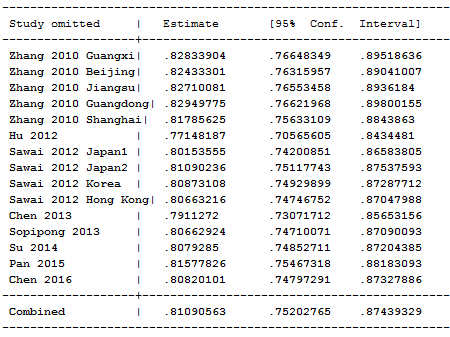 Study omitted | Estimate [95% Conf. Interval]
Zhang 2010 Guangxi| .82833904 .76648349 .89518636
Zhang 2010 Beijing| .82433301 .76315957 .89041007
Zhang 2010 Jiangsu| .82710081 .76553458 .8936184
Zhang 2010 Guangdong| .82949775 .76621968 .89800155
Zhang 2010 Shanghai| .81785625 .75633109 .8843863
Hu 2012 | .77148187 .70565605 .8434481
Sawai 2012 Japan1 | .80153555 .74200851 .86583805
Sawai 2012 Japan2 | .81090236 .75117743 .87537593
Sawai 2012 Korea | .80873108 .74929899 .87287712
Sawai 2012 Hong Kong| .80663216 .74746752 .87047988
Chen 2013 | .7911272 .73071712 .85653156
Sopipong 2013 | .80662924 .74710071 .87090093
Su 2014 | .8079285 .74852711 .87204385
Pan 2015 | .81577826 .75467318 .88183093
Chen 2016 | .80820101 .74797291 .87327886
Combined | .81090563 .75202765 .87439329